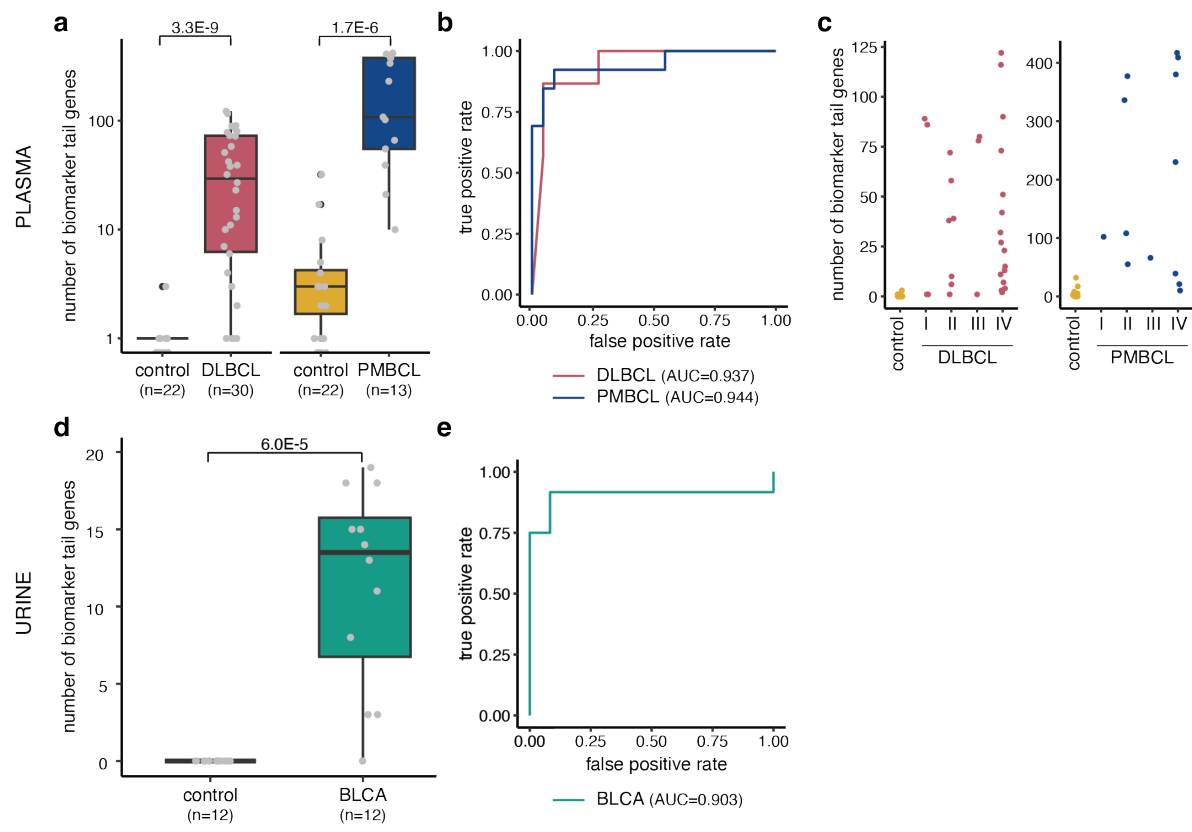 a
3.3E-9
1.7E-6
PLASMA
number of biomarker tail genes
100
10
1
control
(n=22)
DLBCL
(n=30)
control
(n=22)
PMBCL
(n=13)
b
true positive rate
1.00
0.75
0.50
0.25
0.00
0.00 0.25 0.50 0.75 1.00
false positive rate
DLBCL (AUC=0.937)
PMBCL (AUC=0.944)
c
number of biomarker tail genes
125
100
75
50
25
0
control I II III IV
DLBCL
400
300
200
100
0
control I II III IV
PMBCL
d
6.0E-5
URINE
number of biomarker tail genes
20
15
10
5
0
control
(n=12)
BLCA
(n=12)
e
true positive rate
1.00
0.75
0.50
0.25
0.00
0.00 0.25 0.50 0.75 1.00
false positive rate
BLCA (AUC=0.903)